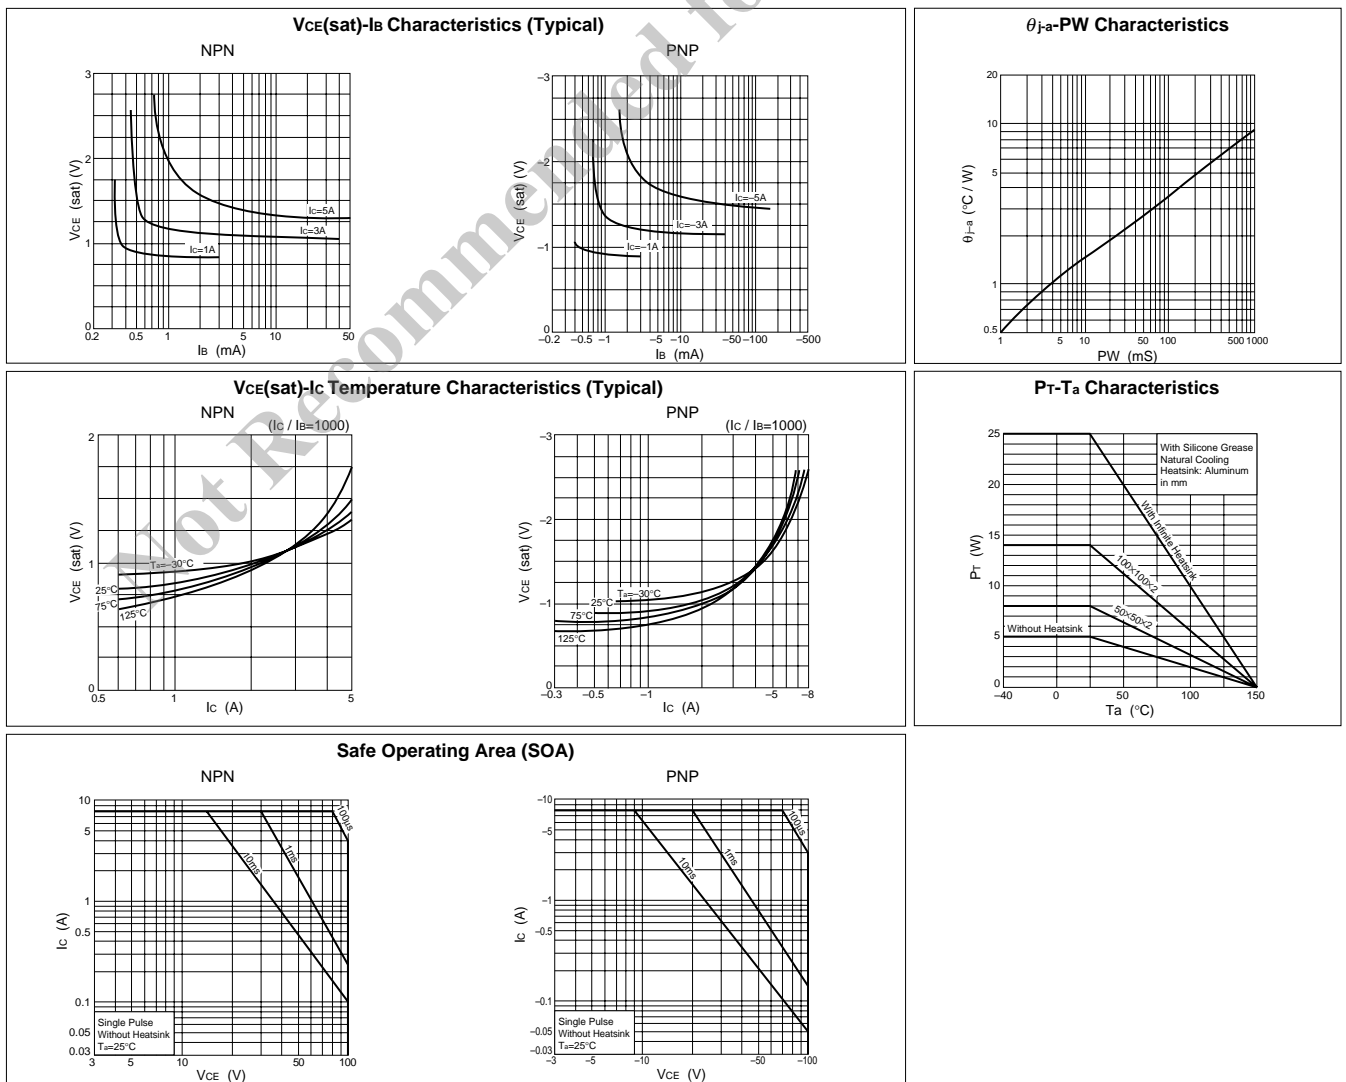 VCE(sat)-IB Characteristics (Typical)
NPN
3
2
1
0
0.2 0.5 1 5 10 50
VCE (sat) (V)
IB (mA)
IC=5A
IC=3A
IC=1A
PNP
–3
–2
–1
0
–0.2 –0.5 –1 –5 –10 –50 –100 –500
VCE (sat) (V)
IB (mA)
IC=–5A
IC=–3A
IC=–1A
θj-a-PW Characteristics
20
10
5
1
0.5
1 5 10 50 100 500 1000
θj–a (°C / W)
PW (mS)
VCE(sat)-IC Temperature Characteristics (Typical)
NPN
(IC / IB=1000)
2
1
0
0.5 1 5
VCE (sat) (V)
IC (A)
Ta=–30°C
25°C
75°C
125°C
PNP
(IC / IB=1000)
–3
–2
–1
0
–0.3 –0.5 –1 –5 –8
VCE (sat) (V)
IC (A)
Ta=–30°C
25°C
75°C
125°C
PT-Ta Characteristics
25
20
15
10
5
0
–40 0 50 100 150
PT (W)
Ta (°C)
With Silicone Grease
Natural Cooling
Heatsink: Aluminum
in mm
With Infinite Heatsink
100×100×2
50×50×2
Without Heatsink
Safe Operating Area (SOA)
NPN
10
5
1
0.5
0.1
0.05
0.03
3 5 10 50 100
IC (A)
VCE (V)
100µs
1ms
10ms
Single Pulse
Without Heatsink
Ta=25°C
PNP
–10
–5
–1
–0.5
–0.1
–0.05
–0.03
–3 –5 –10 –50 –100
IC (A)
VCE (V)
100µs
1ms
10ms
Single Pulse
Without Heatsink
Ta=25°C
Not Recommended fo